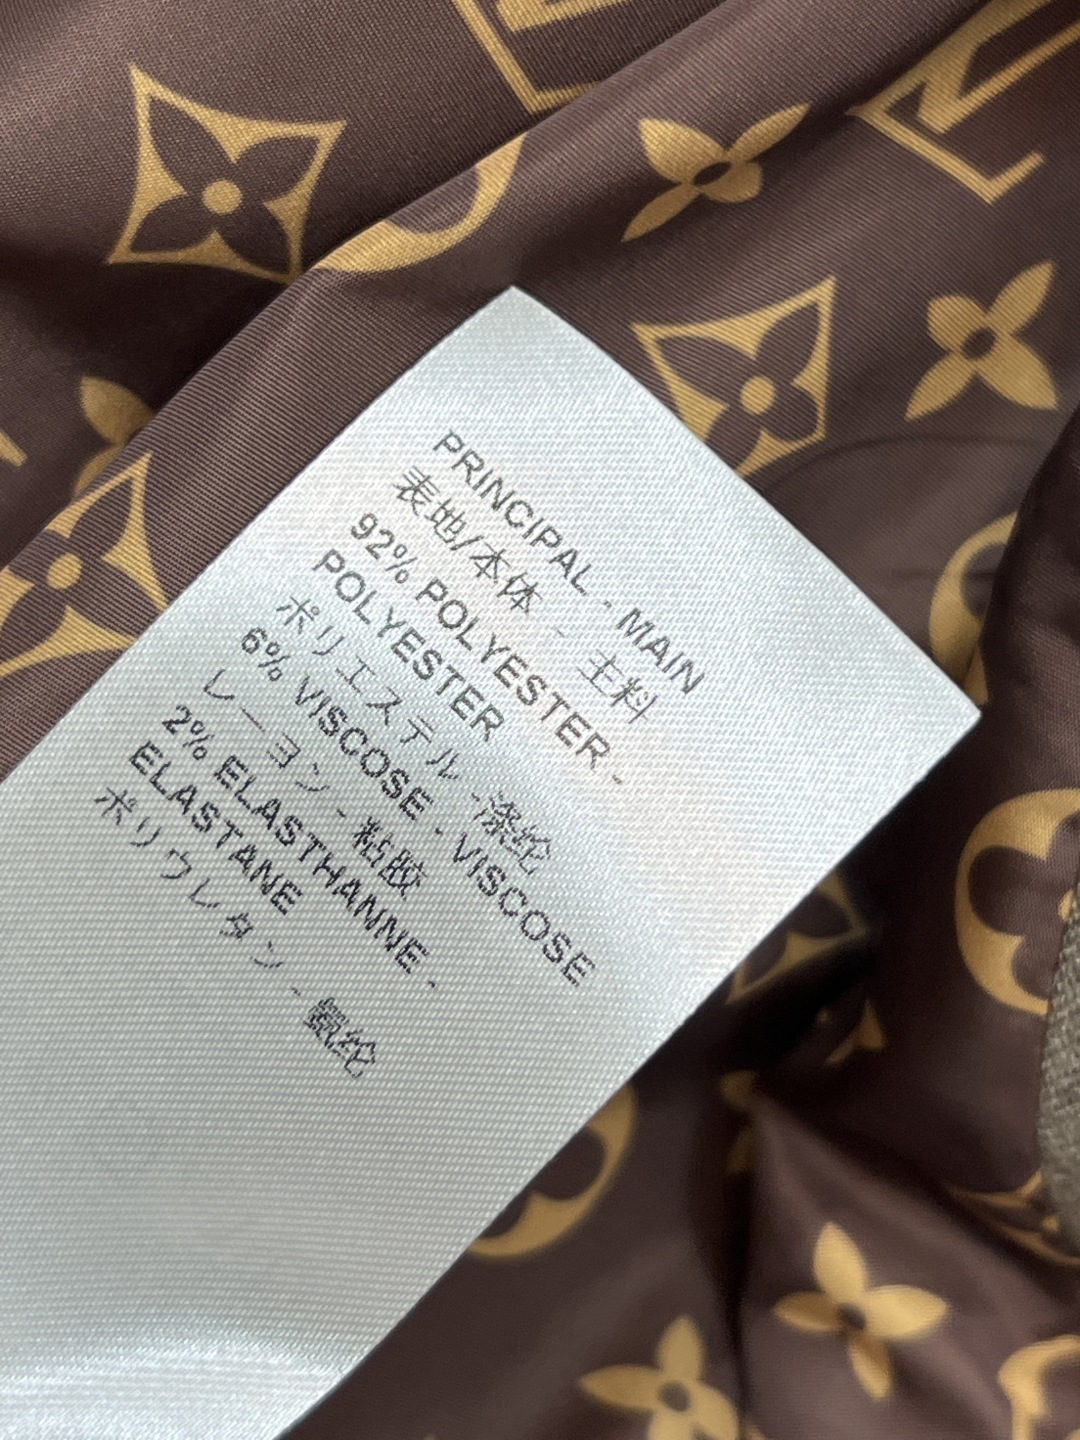 PRINCIPAL - MAIN
表地/本体 - 主料
92% POLYESTER -
POLYESTER
ポリエステル - 涤纶
6% VISCOSE - VISCOSE
レーヨン - 粘胶
2% ELASTHANNE -
ELASTANE
ポリウレタン - 氨纶